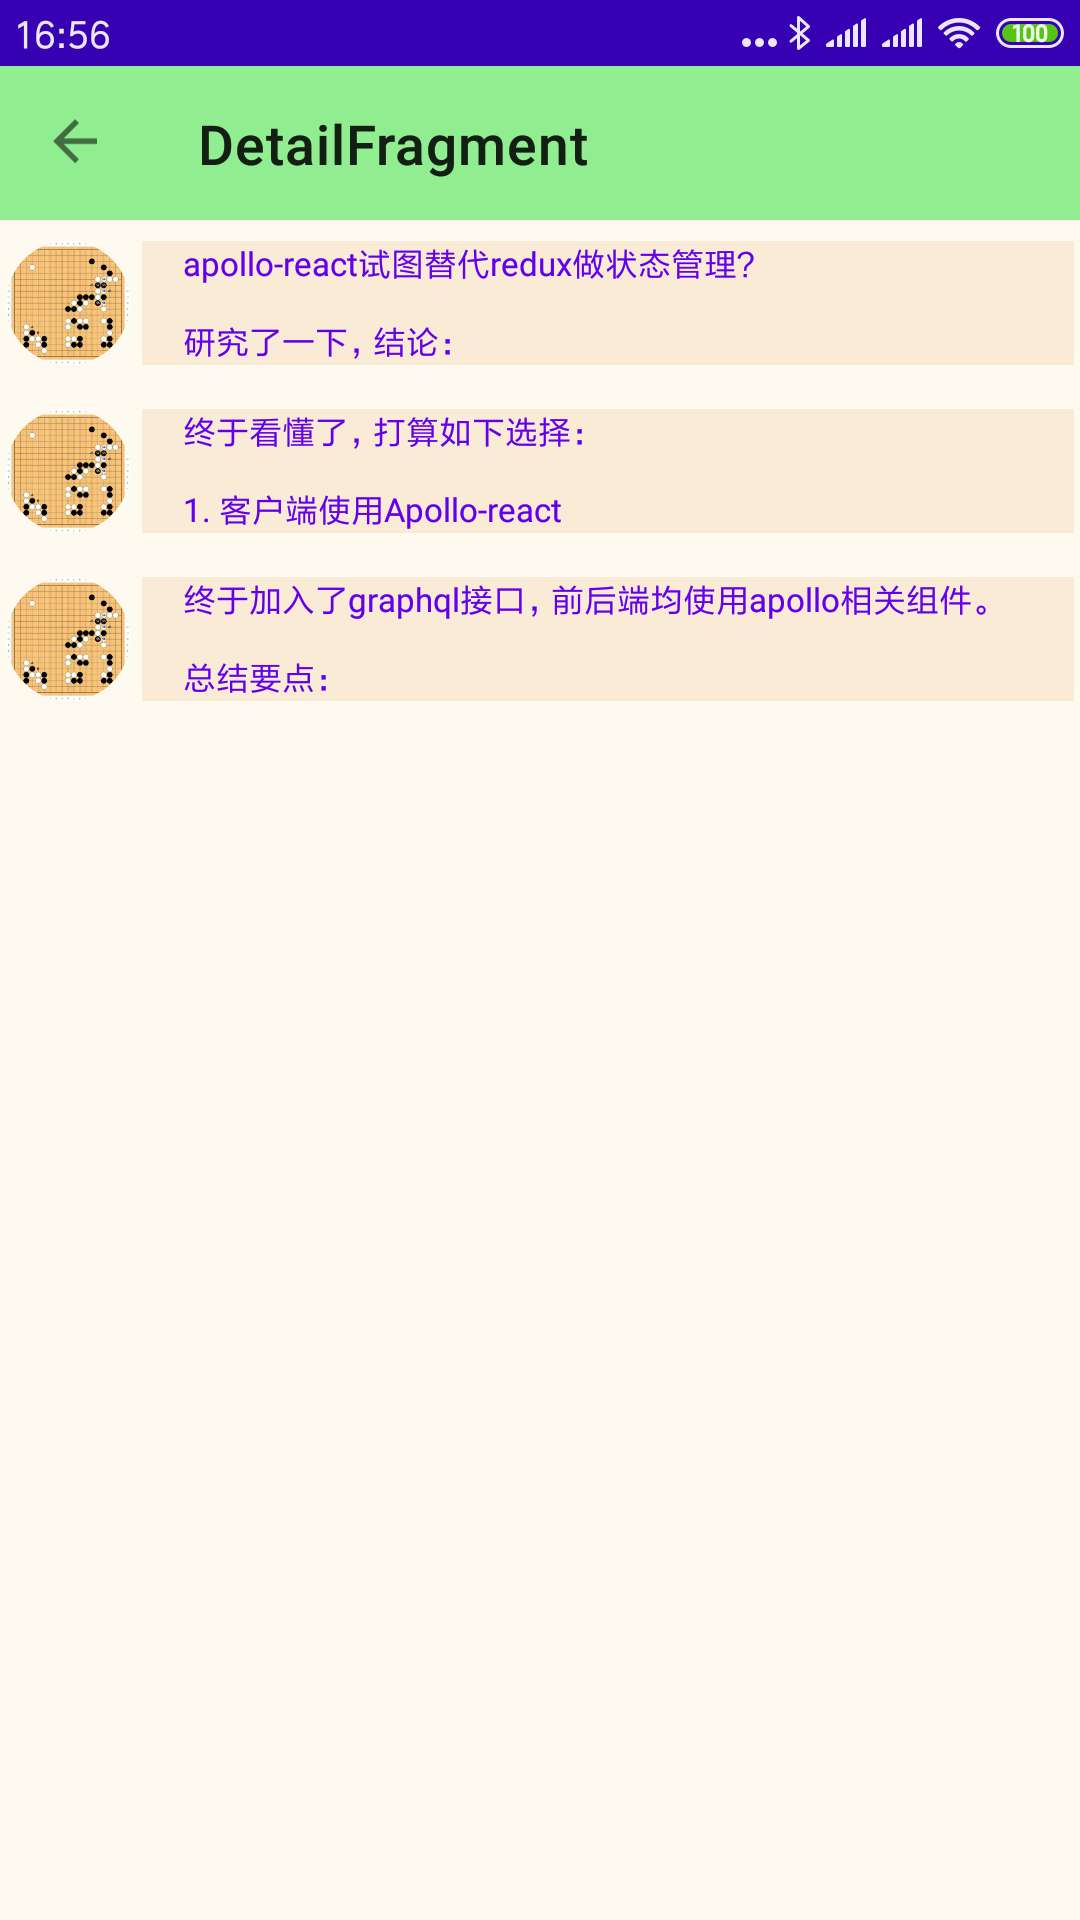 16:56
100
DetailFragment
apollo-react试图替代redux做状态管理?
研究了一下, 结论:
终于看懂了, 打算如下选择:
1. 客户端使用Apollo-react
终于加入了graphql接口, 前后端均使用apollo相关组件。
总结要点: